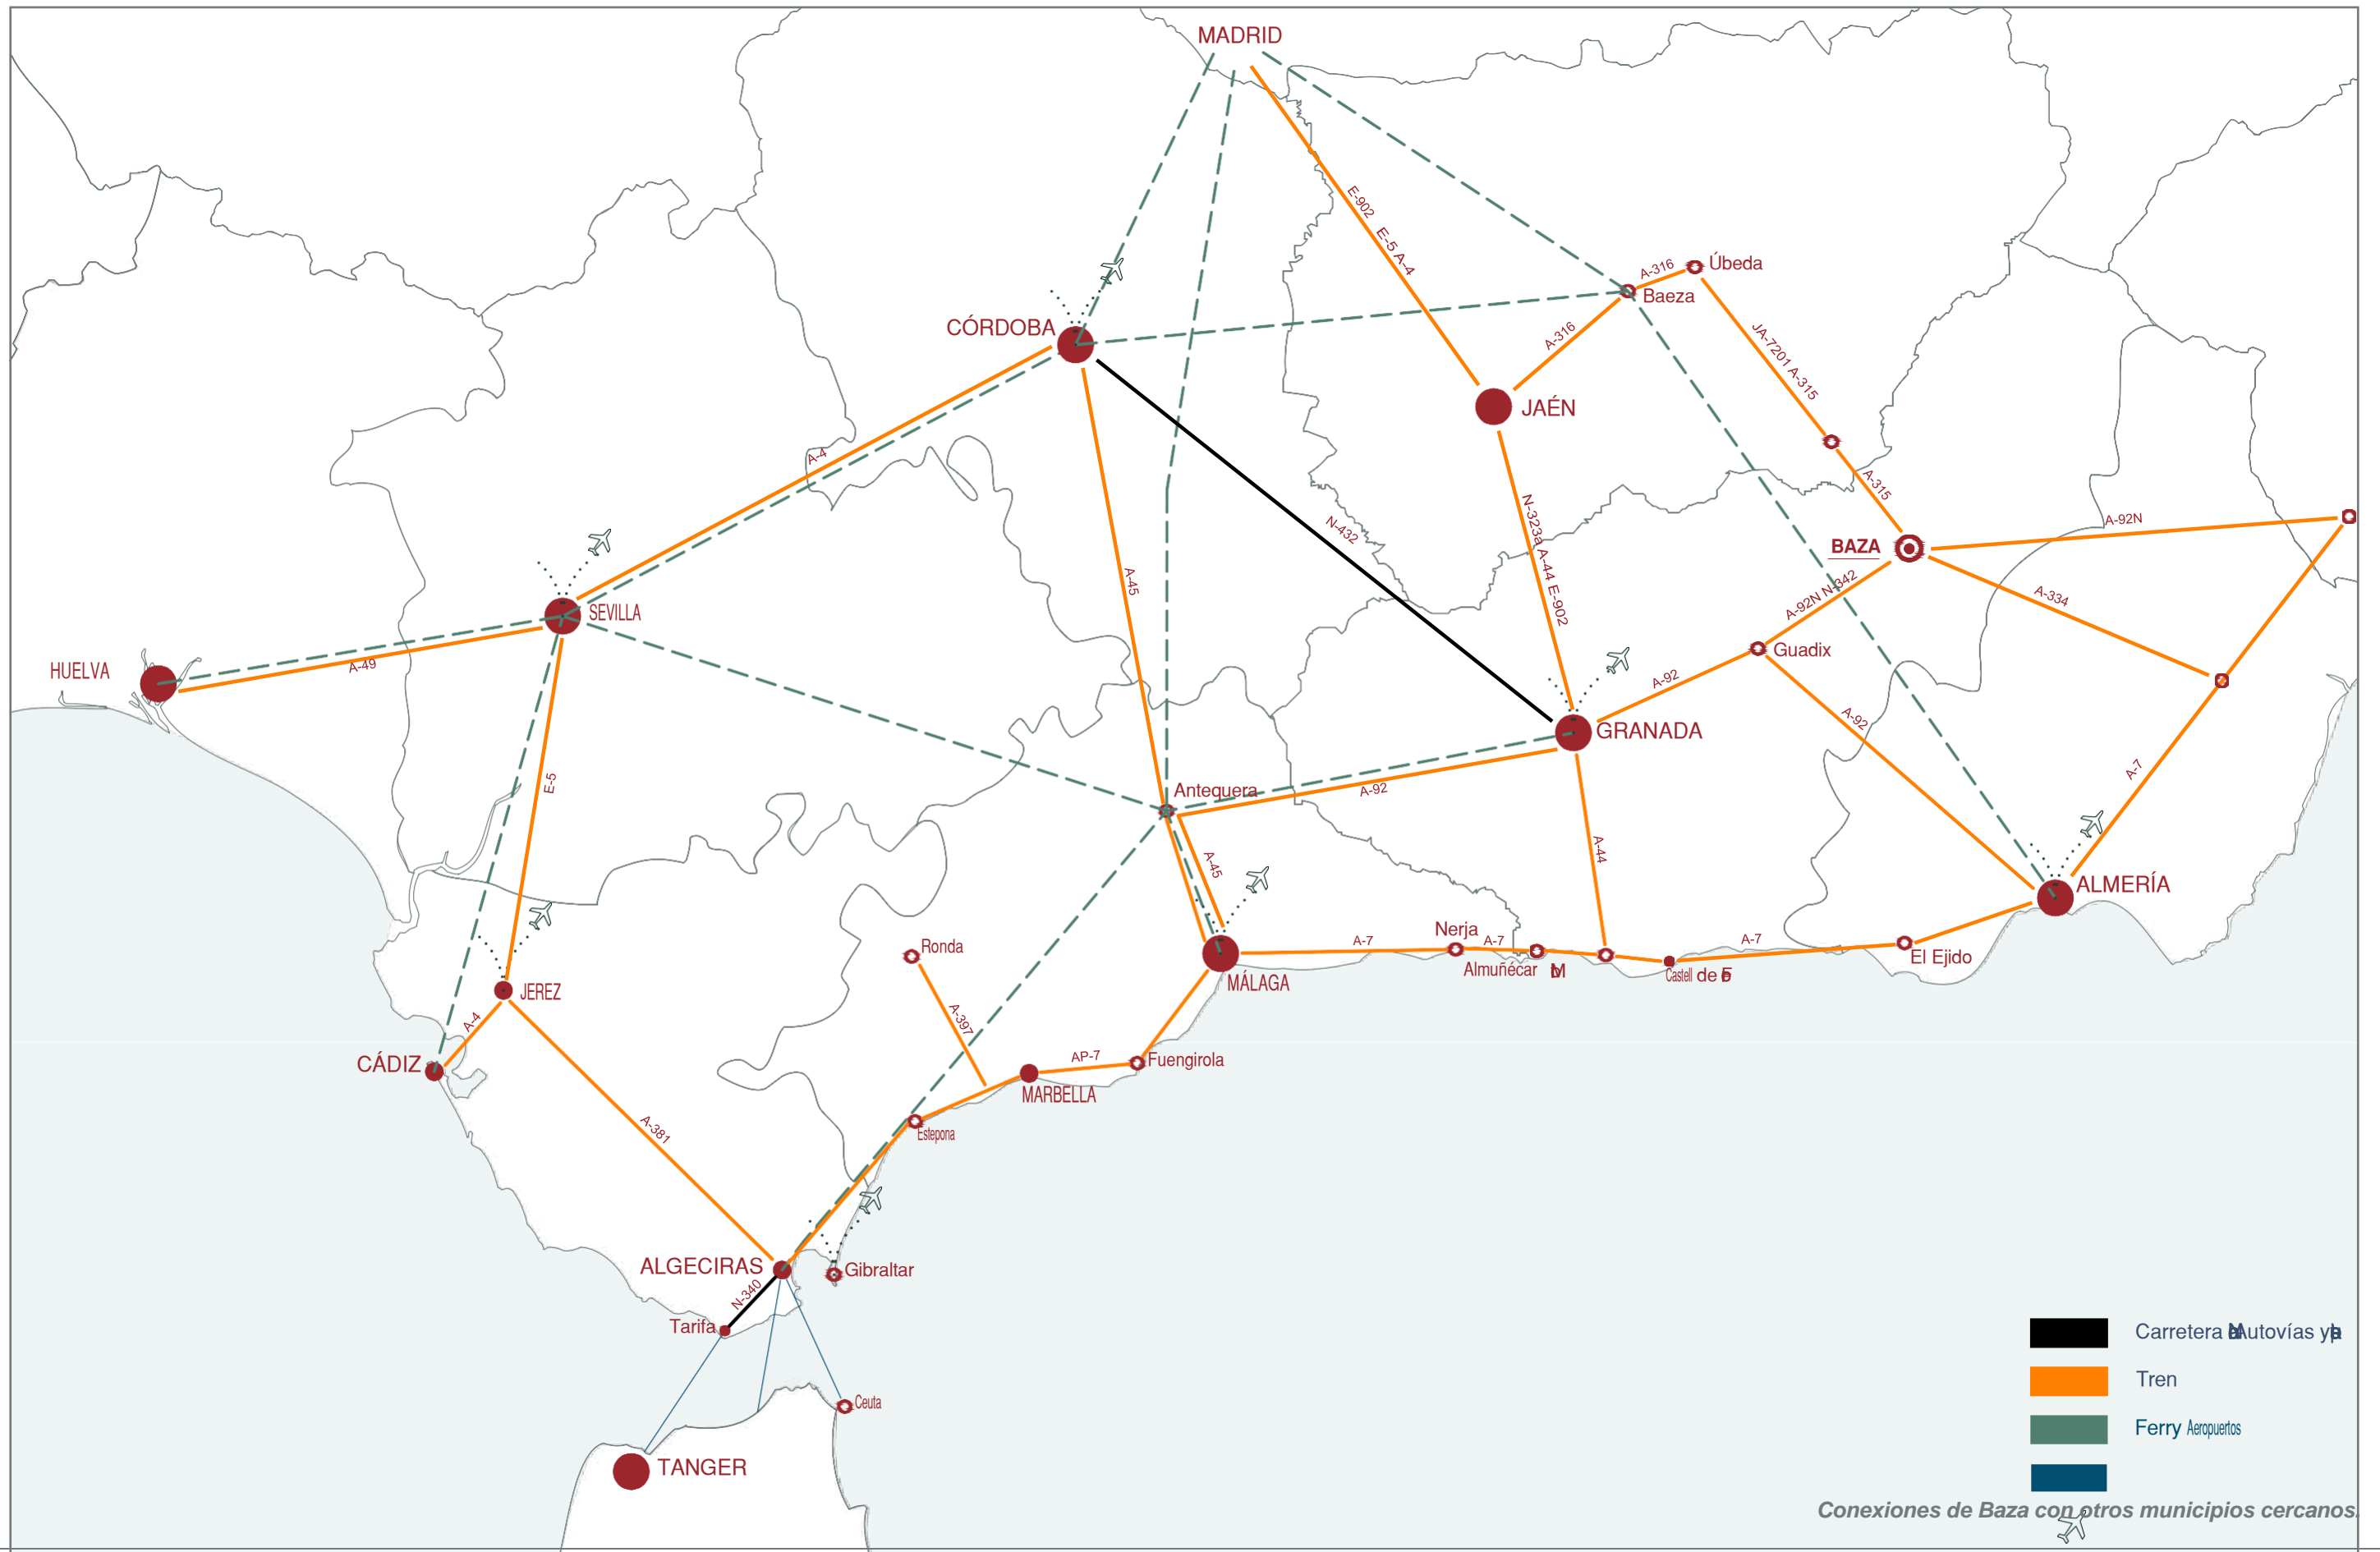 MADRID
E-902
E-5 A-4
A-316
Úbeda
Baeza
CÓRDOBA
A-316
JA-7201 A-315
JAÉN
A-4
A-315
N-432
N-323a A-44 E-902
A-92N
BAZA
A-45
A-92N N-342
A-334
SEVILLA
HUELVA
A-49
Guadix
A-92
A-92
GRANADA
E-5
A-7
Antequera
A-92
A-45
A-44
ALMERÍA
Nerja
A-7
A-7
A-7
Ronda
El Ejido
Almuñécar
Castell de
MÁLAGA
JEREZ
A-4
A-397
CÁDIZ
AP-7
Fuengirola
MARBELLA
A-381
Estepona
ALGECIRAS
Gibraltar
N-340
Tarifa
Ceuta
TANGER
Carretera Autovías y
Tren
Ferry Aeropuertos
Conexiones de Baza con otros municipios cercanos.